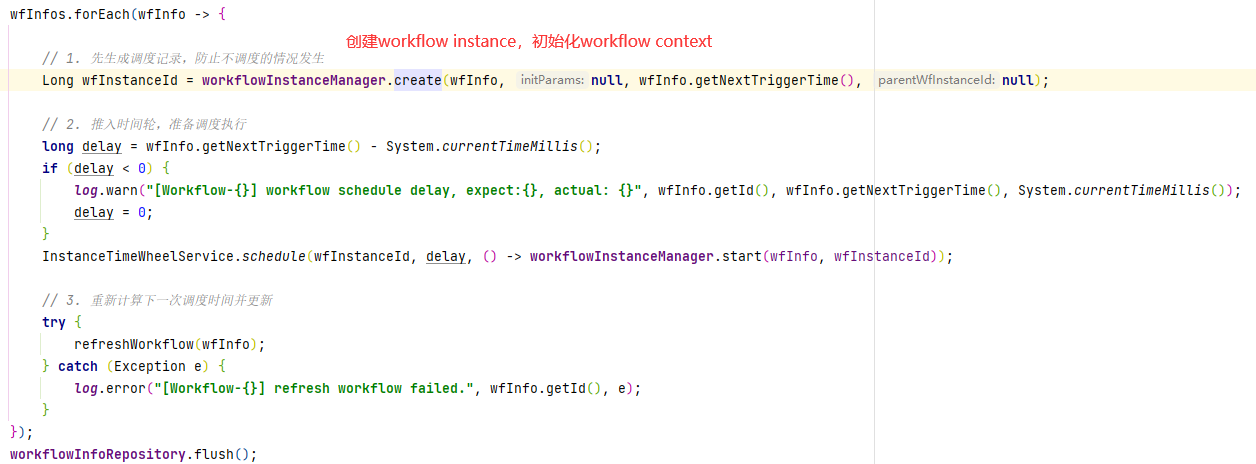 wfInfos.forEach(wfInfo -> {
创建workflow instance，初始化workflow context
// 1. 先生成调度记录，防止不调度的情况发生
Long wfInstanceId = workflowInstanceManager.create(wfInfo, initParams: null, wfInfo.getNextTriggerTime(), parentWfInstanceId: null);
// 2. 推入时间轮，准备调度执行
long delay = wfInfo.getNextTriggerTime() - System.currentTimeMillis();
if (delay < 0) {
log.warn("[Workflow-{}] workflow schedule delay, expect:{}, actual: {}", wfInfo.getId(), wfInfo.getNextTriggerTime(), System.currentTimeMillis());
delay = 0;
}
InstanceTimeWheelService.schedule(wfInstanceId, delay, () -> workflowInstanceManager.start(wfInfo, wfInstanceId));
// 3. 重新计算下一次调度时间并更新
try {
refreshWorkflow(wfInfo);
} catch (Exception e) {
log.error("[Workflow-{}] refresh workflow failed.", wfInfo.getId(), e);
}
});
workflowInfoRepository.flush();